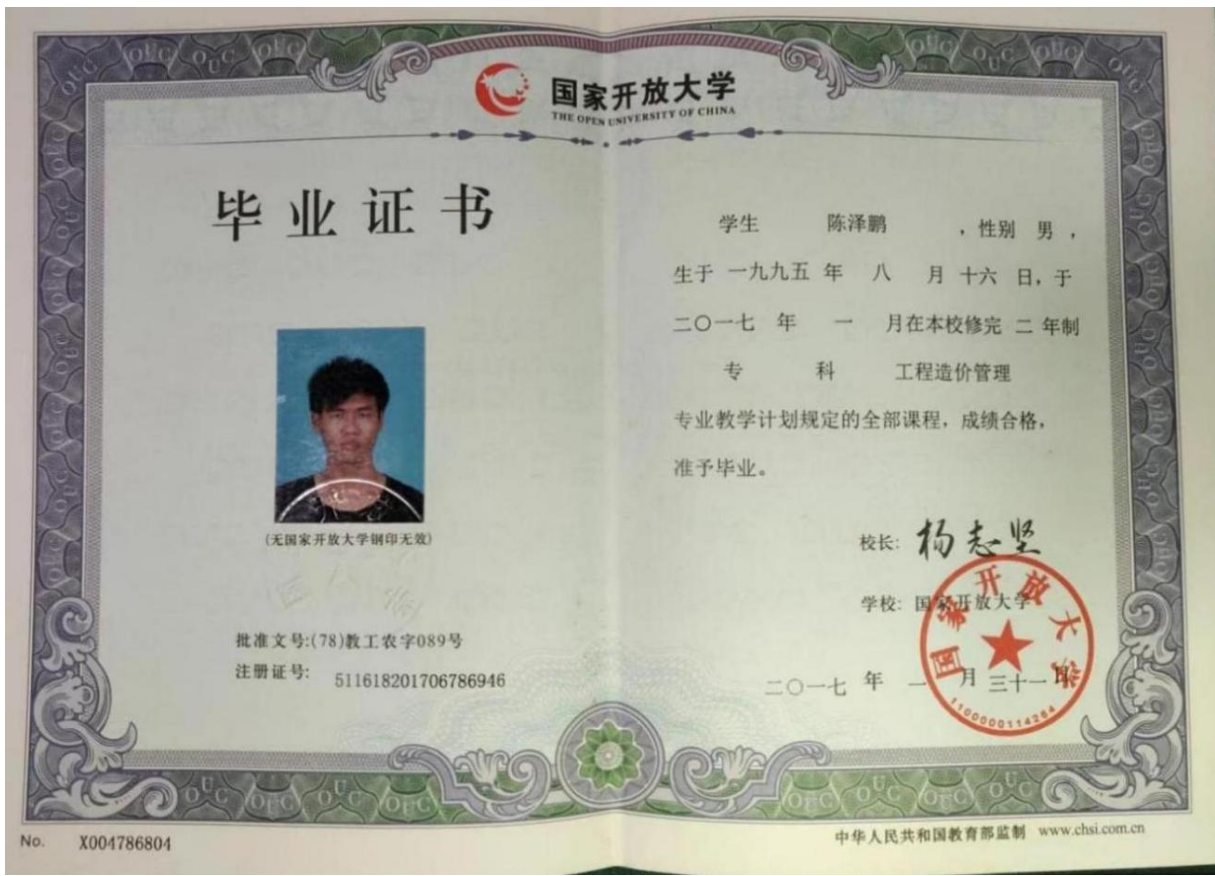 国家开放大学
THE OPEN UNIVERSITY OF CHINA
毕业证书
(无国家开放大学钢印无效)
批准文号:(78)教工农字089号
注册证号: 511618201706786946
学生 陈泽鹏 ,性别 男 ,
生于 一九九五 年 八 月 十六 日,于
二〇一七 年 一 月在本校修完 二 年制
专 科 工程造价管理
专业教学计划规定的全部课程,成绩合格,
准予毕业。
校长: 杨志坚
学校: 国家开放大学
二〇一七 年 一 月 三十一 日
国家开放大学
1100000114264
No. X004786804
中华人民共和国教育部监制 www.chsi.com.cn
OUC